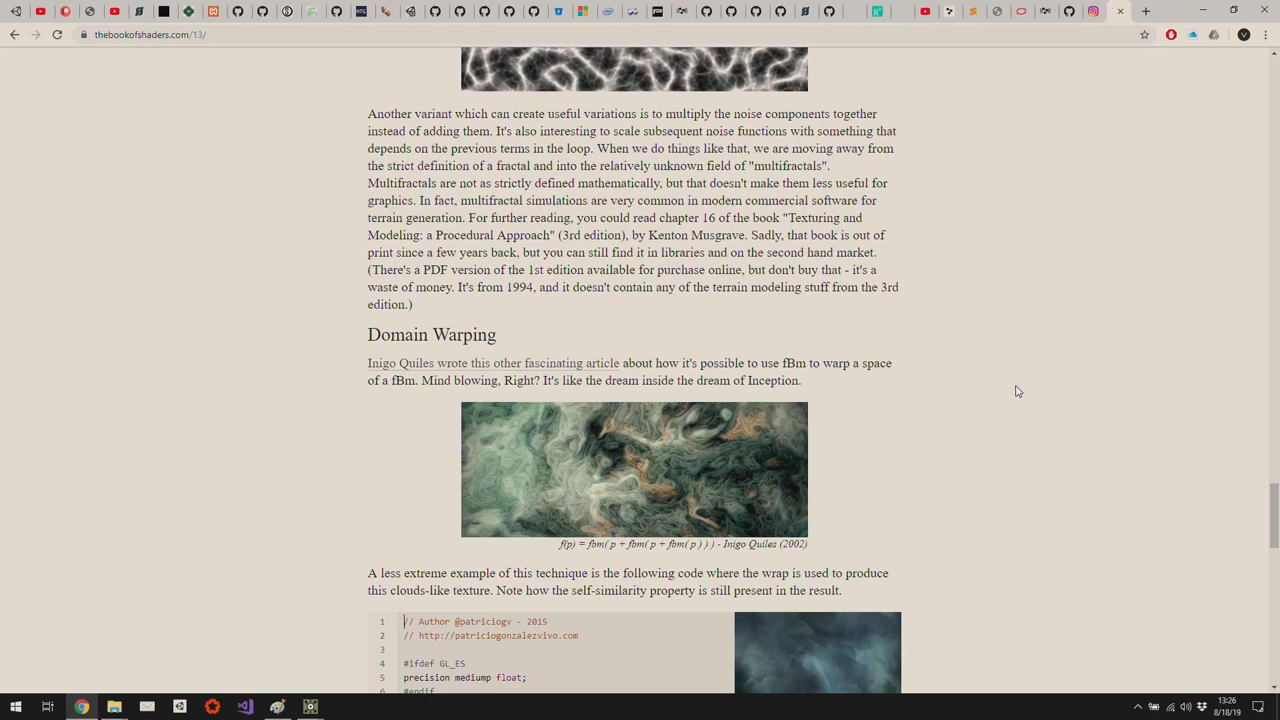 thebookofshaders.com/13/
Another variant which can create useful variations is to multiply the noise components together
instead of adding them. It's also interesting to scale subsequent noise functions with something that
depends on the previous terms in the loop. When we do things like that, we are moving away from
the strict definition of a fractal and into the relatively unknown field of "multifractals".
Multifractals are not as strictly defined mathematically, but that doesn't make them less useful for
graphics. In fact, multifractal simulations are very common in modern commercial software for
terrain generation. For further reading, you could read chapter 16 of the book "Texturing and
Modeling: a Procedural Approach" (3rd edition), by Kenton Musgrave. Sadly, that book is out of
print since a few years back, but you can still find it in libraries and on the second hand market.
(There's a PDF version of the 1st edition available for purchase online, but don't buy that - it's a
waste of money. It's from 1994, and it doesn't contain any of the terrain modeling stuff from the 3rd
edition.)
Domain Warping
Inigo Quiles wrote this other fascinating article about how it's possible to use fBm to warp a space
of a fBm. Mind blowing, Right? It's like the dream inside the dream of Inception.
f(p) = fbm( p + fbm( p + fbm( p ) ) ) - Inigo Quiles (2002)
A less extreme example of this technique is the following code where the wrap is used to produce
this clouds-like texture. Note how the self-similarity property is still present in the result.
1 // Author @patriciogv - 2015
2 // http://patriciogonzalezvivo.com
3
4 #ifdef GL_ES
5 precision mediump float;
6 #endif
13:26
8/18/19